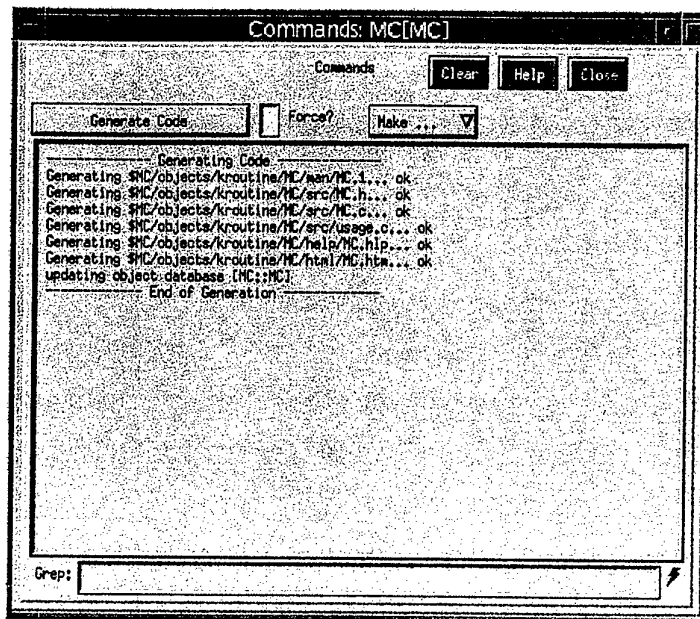 Commands: MC[MC]
Commands Clear Help Close
Generate Code Force? Make ...
Generating Code
Generating $MC/objects/kroutine/MC/man/MC.1... ok
Generating $MC/objects/kroutine/MC/src/MC.h... ok
Generating $MC/objects/kroutine/MC/src/MC.c... ok
Generating $MC/objects/kroutine/MC/src/usage.c... ok
Generating $MC/objects/kroutine/MC/help/MC.hlp... ok
Generating $MC/objects/kroutine/MC/html/MC.htm... ok
updating object database [MC::MC]
End of Generation
Grep: